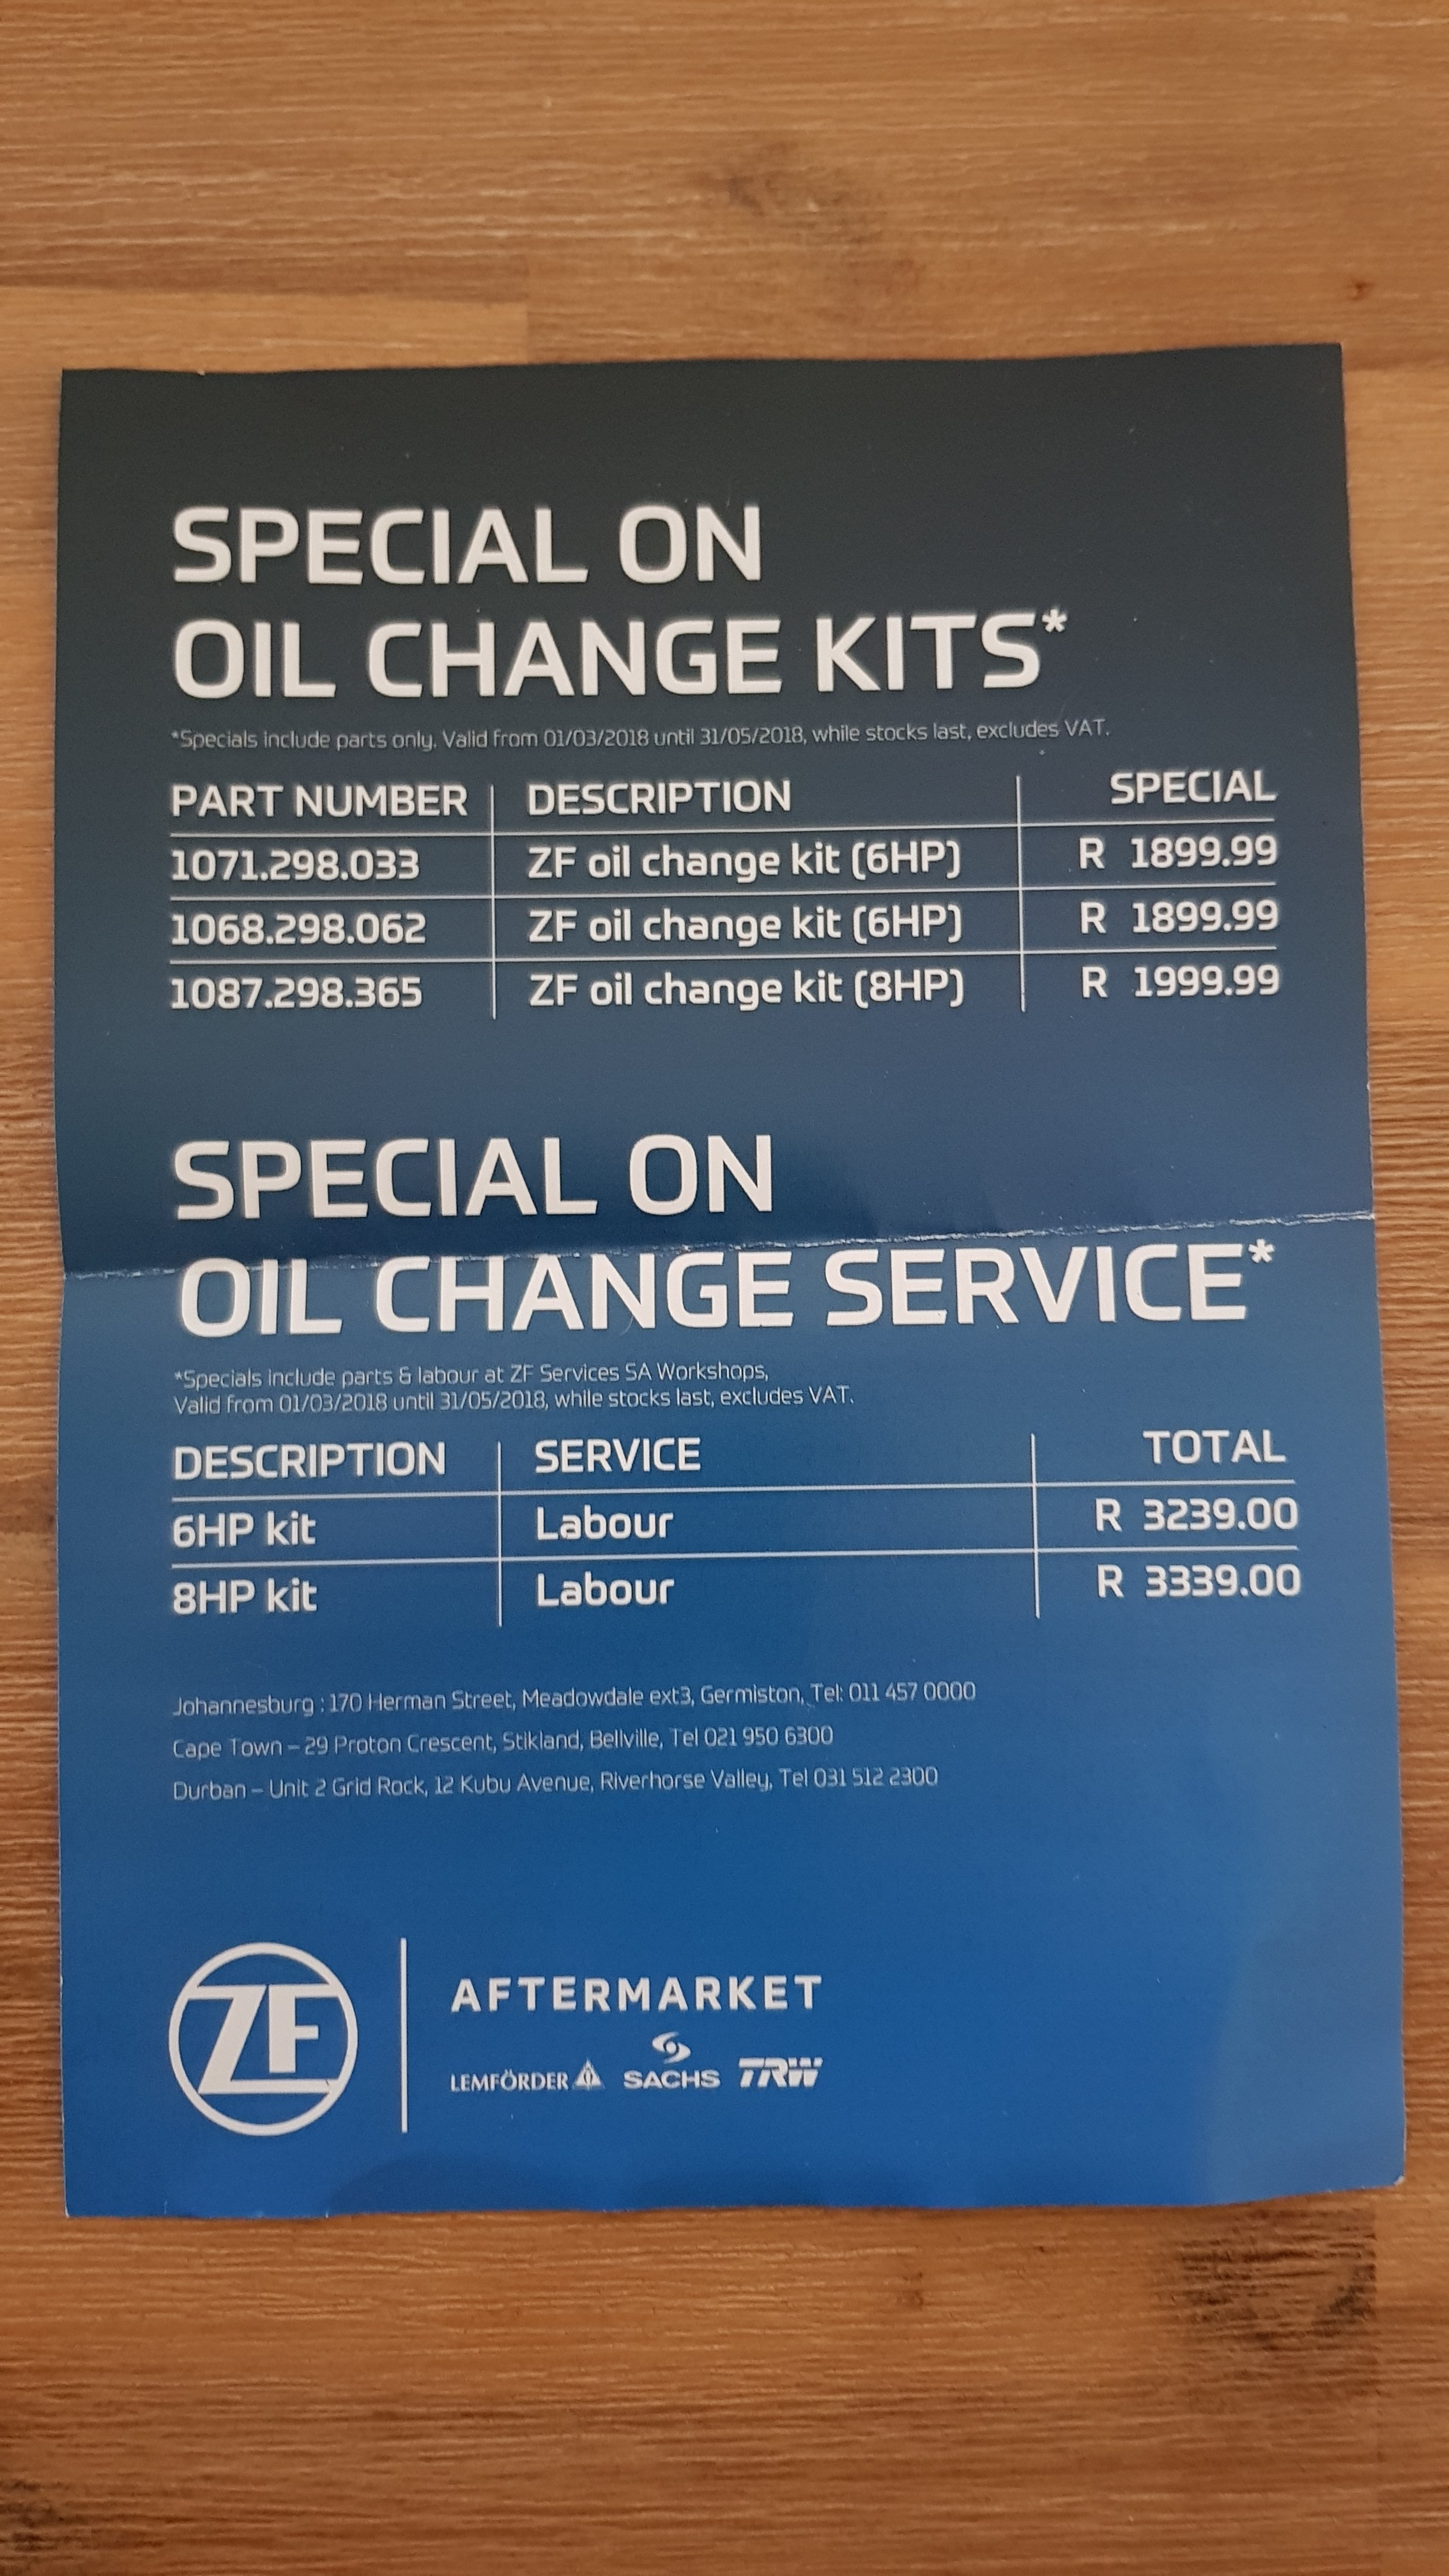 SPECIAL ON
OIL CHANGE KITS*
*Specials include parts only. Valid from 01/03/2018 until 31/05/2018, while stocks last, excludes VAT.
PART NUMBER DESCRIPTION SPECIAL
1071.298.033 ZF oil change kit (6HP) R 1899.99
1068.298.062 ZF oil change kit (6HP) R 1899.99
1087.298.365 ZF oil change kit (8HP) R 1999.99
SPECIAL ON
OIL CHANGE SERVICE*
*Specials include parts & labour at ZF Services SA Workshops,
Valid from 01/03/2018 until 31/05/2018, while stocks last, excludes VAT.
DESCRIPTION SERVICE TOTAL
6HP kit Labour R 3239.00
8HP kit Labour R 3339.00
Johannesburg : 170 Herman Street, Meadowdale ext3, Germiston, Tel: 011 457 0000
Cape Town – 29 Proton Crescent, Stikland, Bellville, Tel 021 950 6300
Durban – Unit 2 Grid Rock, 12 Kubu Avenue, Riverhorse Valley, Tel 031 512 2300
ZF
AFTERMARKET
LEMFÖRDER SACHS TRW